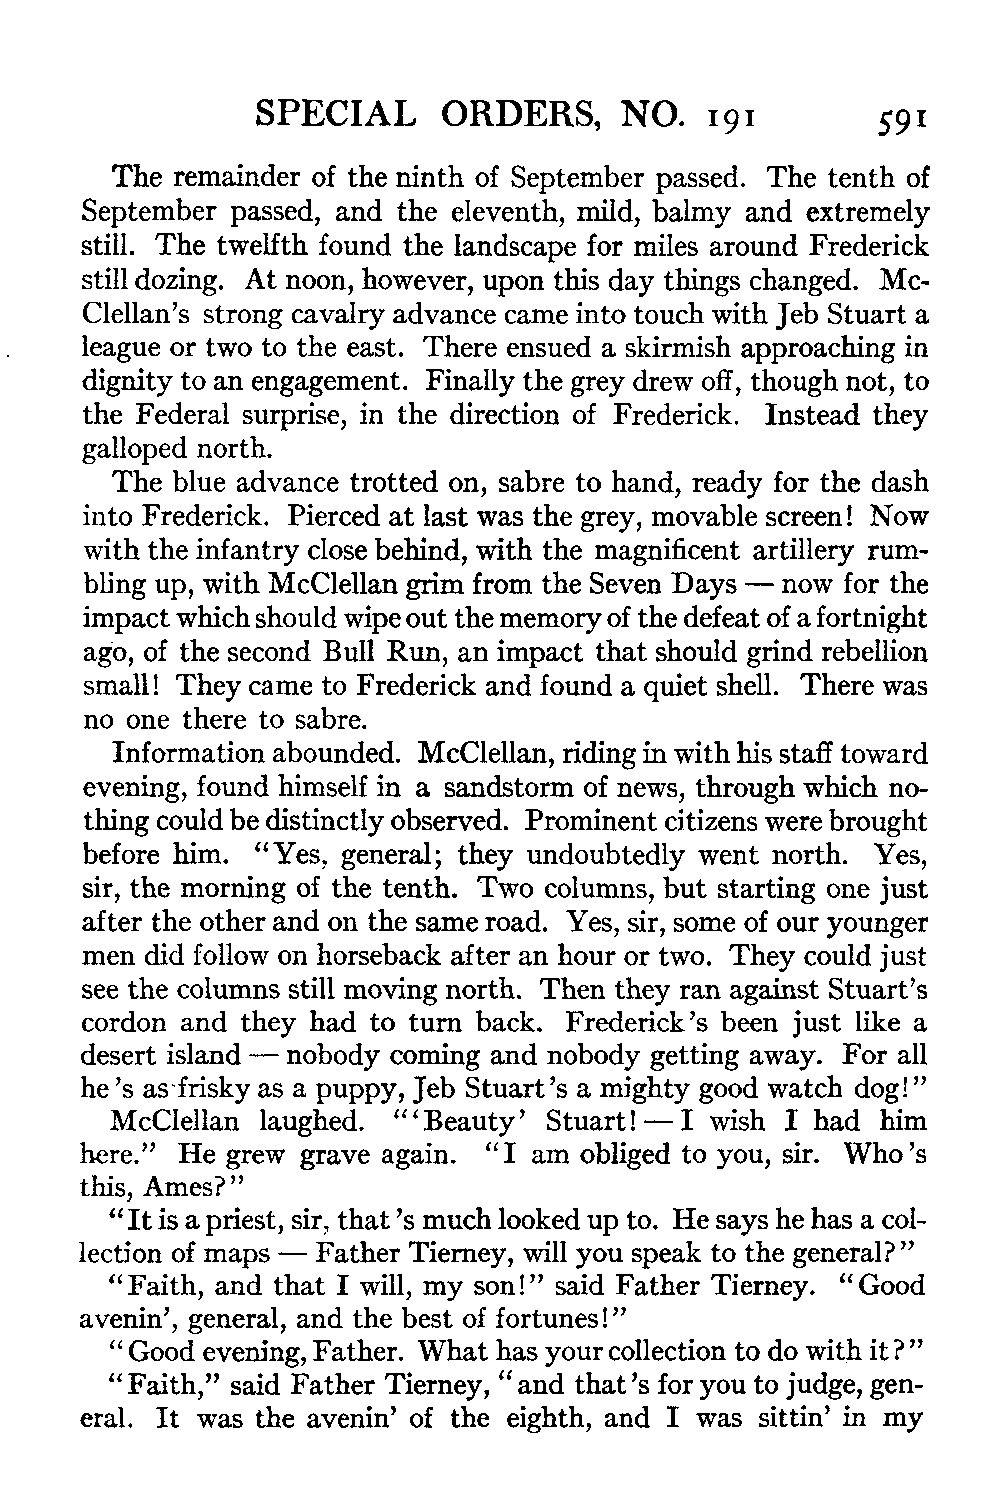 SPECIAL ORDERS, NO. 191 591
The remainder of the ninth of September passed. The tenth of
September passed, and the eleventh, mild, balmy and extremely
still. The twelfth found the landscape for miles around Frederick
still dozing. At noon, however, upon this day things changed. Mc-
Clellan's strong cavalry advance came into touch with Jeb Stuart a
league or two to the east. There ensued a skirmish approaching in
dignity to an engagement. Finally the grey drew off, though not, to
the Federal surprise, in the direction of Frederick. Instead they
galloped north.
The blue advance trotted on, sabre to hand, ready for the dash
into Frederick. Pierced at last was the grey, movable screen! Now
with the infantry close behind, with the magnificent artillery rum-
bling up, with McClellan grim from the Seven Days — now for the
impact which should wipe out the memory of the defeat of a fortnight
ago, of the second Bull Run, an impact that should grind rebellion
small! They came to Frederick and found a quiet shell. There was
no one there to sabre.
Information abounded. McClellan, riding in with his staff toward
evening, found himself in a sandstorm of news, through which no-
thing could be distinctly observed. Prominent citizens were brought
before him. "Yes, general; they undoubtedly went north. Yes,
sir, the morning of the tenth. Two columns, but starting one just
after the other and on the same road. Yes, sir, some of our younger
men did follow on horseback after an hour or two. They could just
see the columns still moving north. Then they ran against Stuart's
cordon and they had to turn back. Frederick's been just like a
desert island — nobody coming and nobody getting away. For all
he's as frisky as a puppy, Jeb Stuart's a mighty good watch dog!"
McClellan laughed. "'Beauty' Stuart! — I wish I had him
here." He grew grave again. "I am obliged to you, sir. Who's
this, Ames?"
"It is a priest, sir, that's much looked up to. He says he has a col-
lection of maps — Father Tierney, will you speak to the general?"
"Faith, and that I will, my son!" said Father Tierney. "Good
avenin', general, and the best of fortunes!"
"Good evening, Father. What has your collection to do with it?"
"Faith," said Father Tierney, "and that's for you to judge, gen-
eral. It was the avenin' of the eighth, and I was sittin' in my